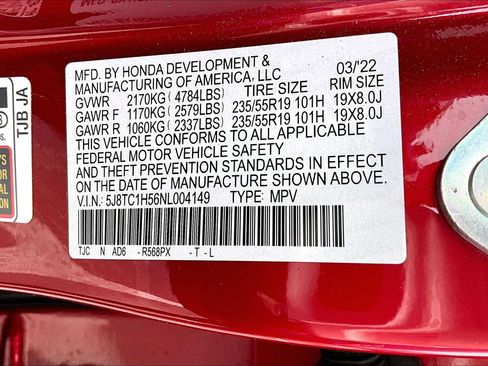 MFD. BY HONDA DEVELOPMENT & 03/'22
MANUFACTURING OF AMERICA, LLC
GVWR 2170KG ( 4784LBS) TIRE SIZE RIM SIZE
GAWR F 1170KG ( 2579LBS) 235/55R19 101H 19X8.0J
GAWR R 1060KG ( 2337LBS) 235/55R19 101H 19X8.0J
THIS VEHICLE CONFORMS TO ALL APPLICABLE
FEDERAL MOTOR VEHICLE SAFETY
AND THEFT PREVENTION STANDARDS IN EFFECT
ON THE DATE OF MANUFACTURE SHOWN ABOVE.
V.I.N.: 5J8TC1H56NL004149 TYPE: MPV
TJC N AD6 - R568PX - T - L
TJB JA